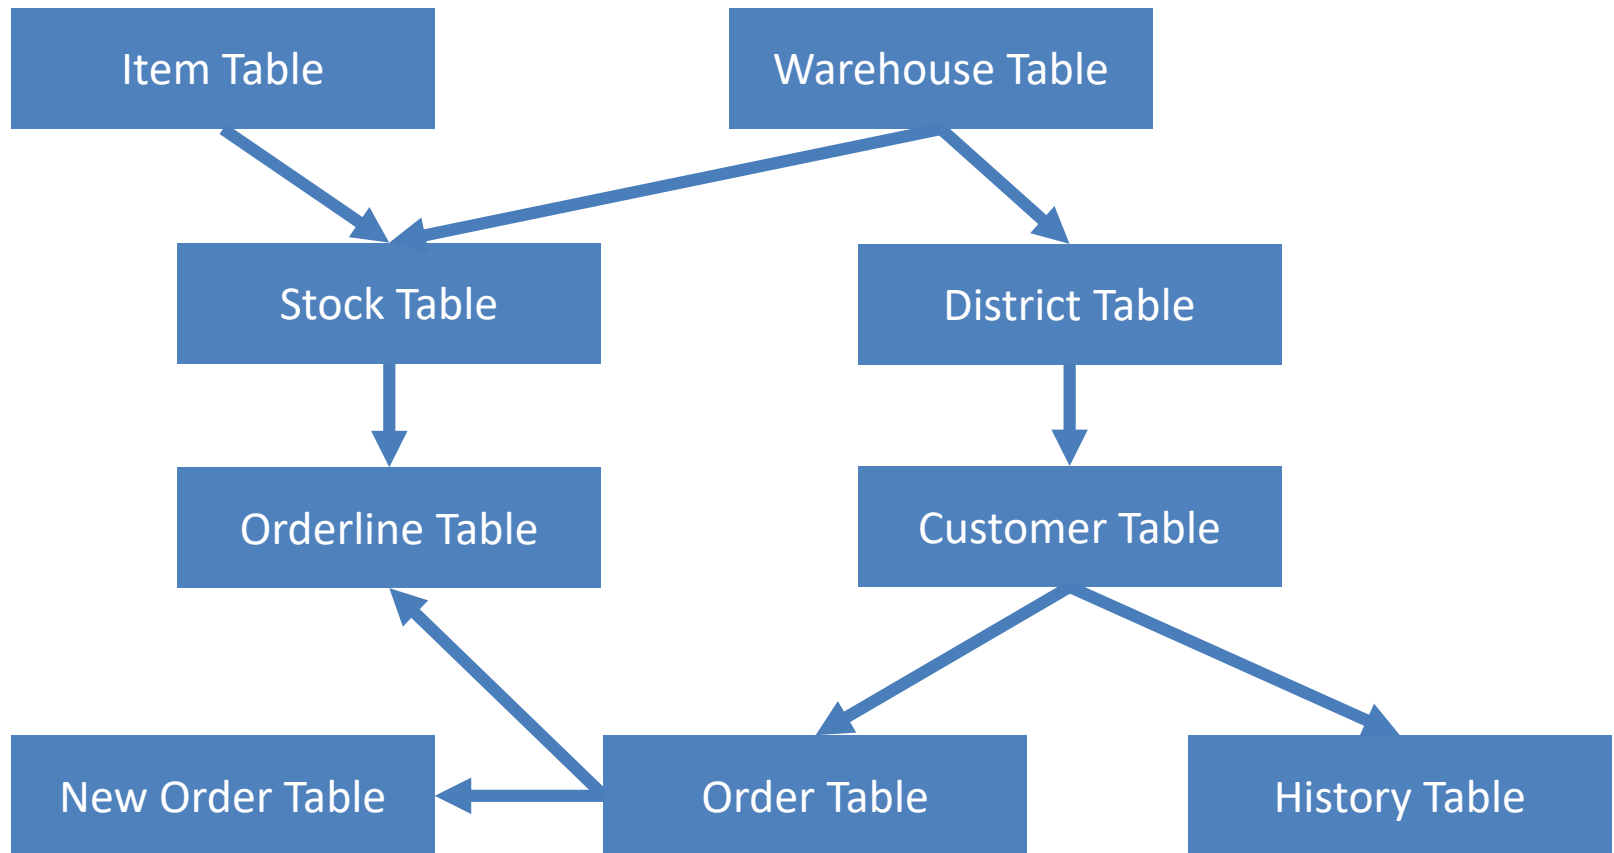 Item Table
Warehouse Table
Stock Table
District Table
Orderline Table
Customer Table
New Order Table
Order Table
History Table